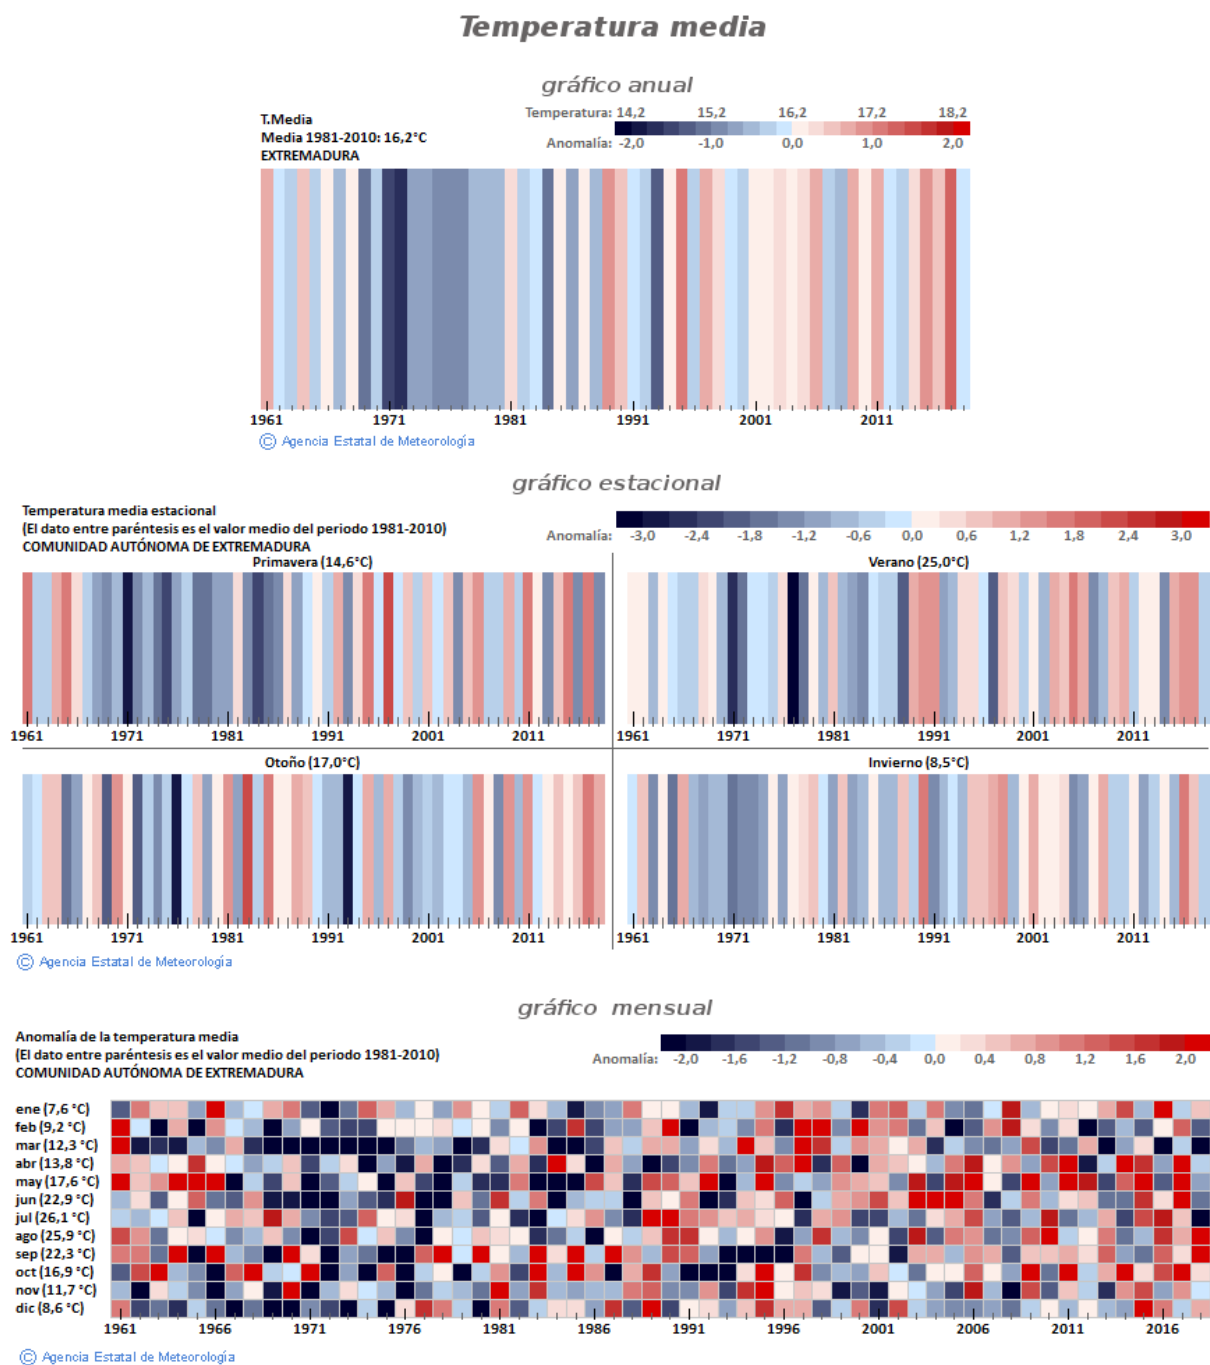 Temperatura media
gráfico anual
T.Media
Media 1981-2010: 16,2°C
EXTREMADURA
Temperatura: 14,2 15,2 16,2 17,2 18,2
Anomalía: -2,0 -1,0 0,0 1,0 2,0
1961 1971 1981 1991 2001 2011
© Agencia Estatal de Meteorología
gráfico estacional
Temperatura media estacional
(El dato entre paréntesis es el valor medio del periodo 1981-2010)
COMUNIDAD AUTÓNOMA DE EXTREMADURA
Anomalía: -3,0 -2,4 -1,8 -1,2 -0,6 0,0 0,6 1,2 1,8 2,4 3,0
Primavera (14,6°C)
1961 1971 1981 1991 2001 2011
Verano (25,0°C)
1961 1971 1981 1991 2001 2011
Otoño (17,0°C)
1961 1971 1981 1991 2001 2011
Invierno (8,5°C)
1961 1971 1981 1991 2001 2011
© Agencia Estatal de Meteorología
gráfico mensual
Anomalía de la temperatura media
(El dato entre paréntesis es el valor medio del periodo 1981-2010)
COMUNIDAD AUTÓNOMA DE EXTREMADURA
Anomalía: -2,0 -1,6 -1,2 -0,8 -0,4 0,0 0,4 0,8 1,2 1,6 2,0
ene (7,6 °C)
feb (9,2 °C)
mar (12,3 °C)
abr (13,8 °C)
may (17,6 °C)
jun (22,9 °C)
jul (26,1 °C)
ago (25,9 °C)
sep (22,3 °C)
oct (16,9 °C)
nov (11,7 °C)
dic (8,6 °C)
1961 1966 1971 1976 1981 1986 1991 1996 2001 2006 2011 2016
© Agencia Estatal de Meteorología